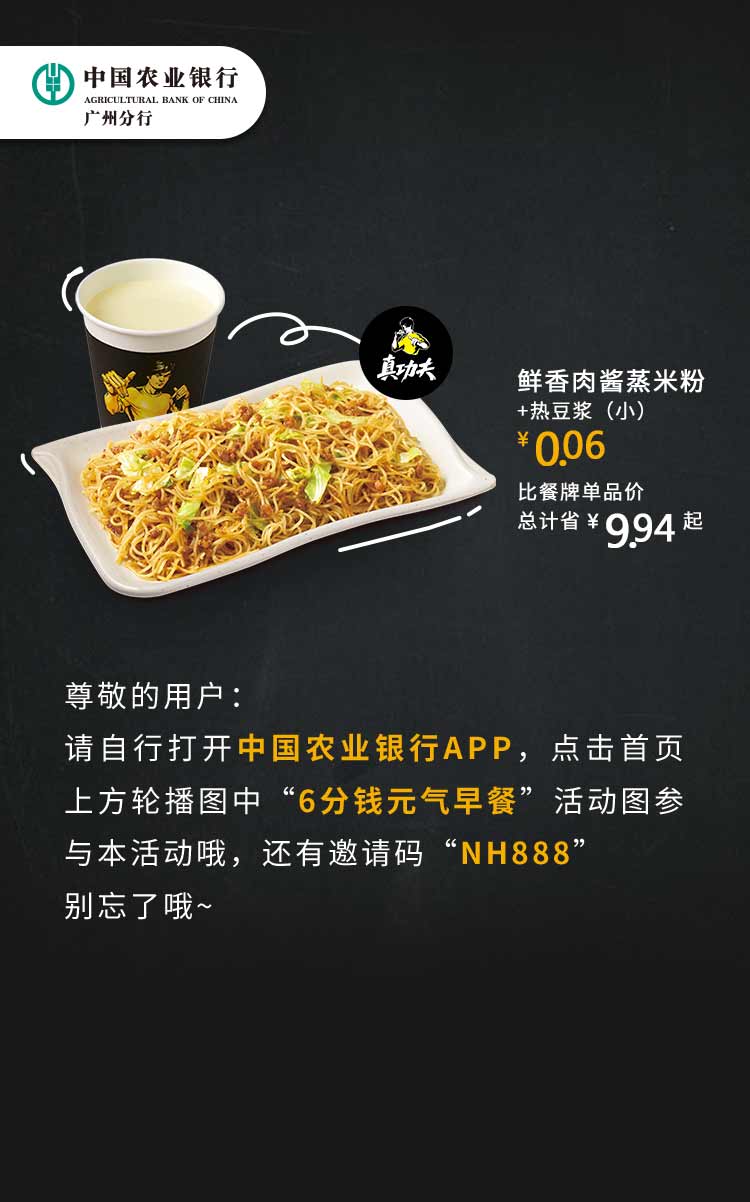 中国农业银行
AGRICULTURAL BANK OF CHINA
广州分行
真功夫
鲜香肉酱蒸米粉
+热豆浆（小）
¥0.06
比餐牌单品价
总计省¥9.94起
尊敬的用户：
请自行打开中国农业银行APP，点击首页
上方轮播图中“6分钱元气早餐”活动图参
与本活动哦，还有邀请码“NH888”
别忘了哦~